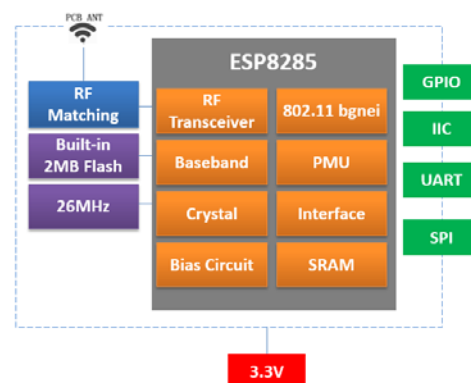 PCB ANT
ESP8285
RF
Matching
Built-in
2MB Flash
26MHz
RF
Transceiver
802.11 bgnei
Baseband
PMU
Crystal
Interface
Bias Circuit
SRAM
GPIO
IIC
UART
SPI
3.3V